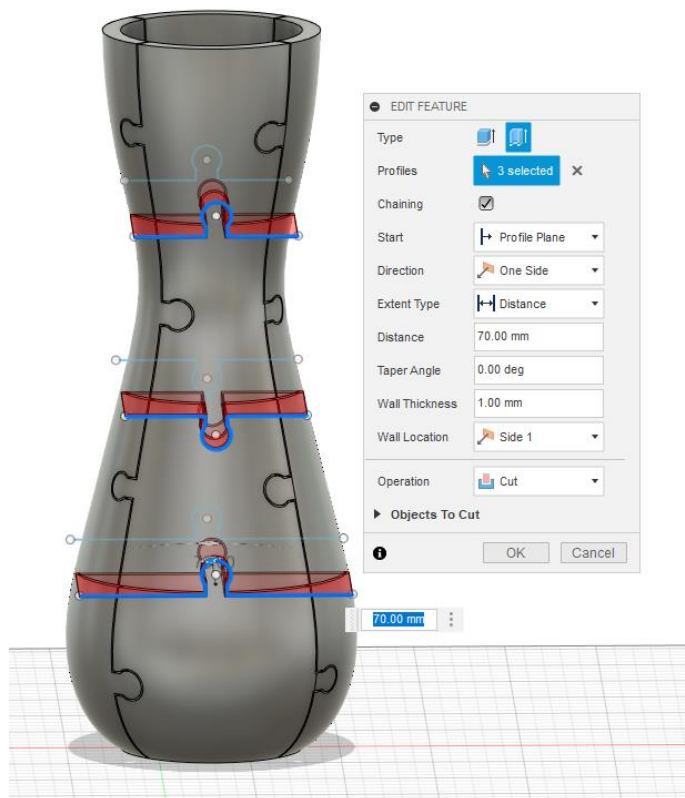 EDIT FEATURE
Type
Profiles 3 selected
Chaining
Start Profile Plane
Direction One Side
Extent Type Distance
Distance 70.00 mm
Taper Angle 0.00 deg
Wall Thickness 1.00 mm
Wall Location Side 1
Operation Cut
Objects To Cut
OK Cancel
70.00 mm